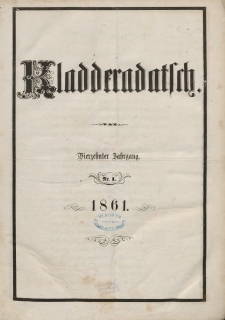 Kladderadatſch.
Vierzehnter Jahrgang.
Nr. 1.
1861.